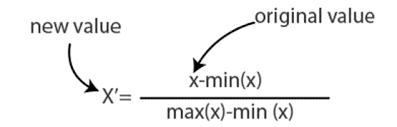 original value
new value
x-min(x)
X'=
max(x)-min (x)